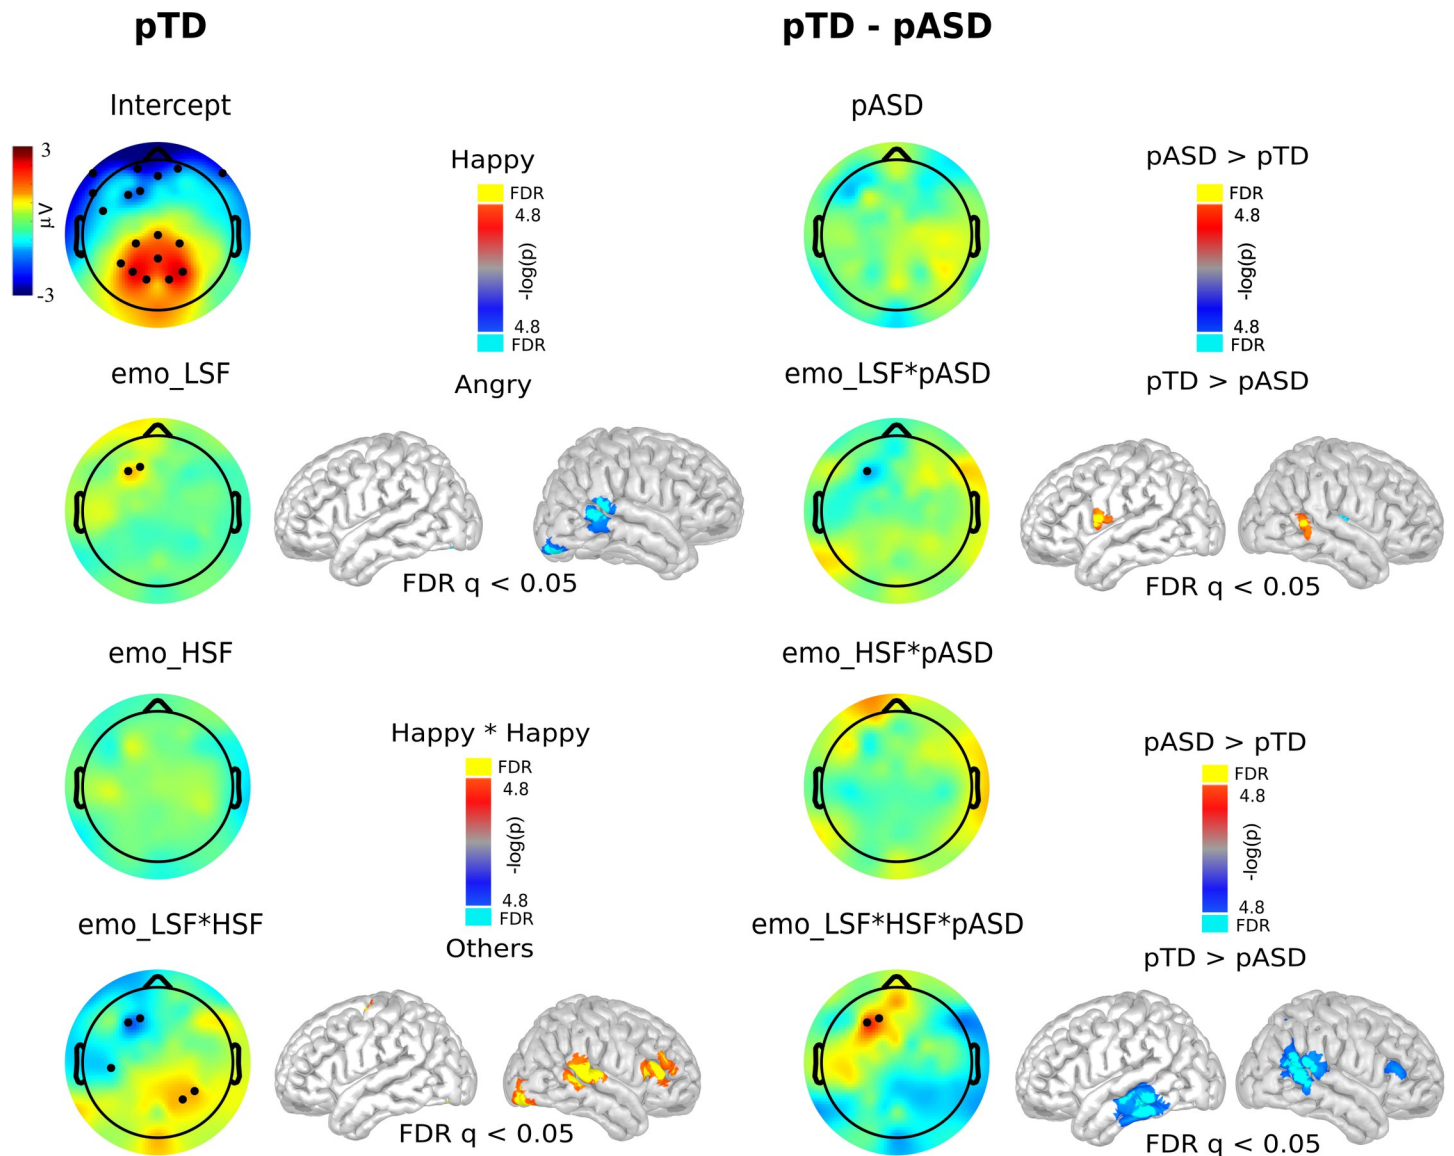 pTD
pTD - pASD
Intercept
pASD
3
µV
-3
Happy
FDR
4.8
-log(p)
4.8
FDR
Angry
pASD > pTD
FDR
4.8
-log(p)
4.8
FDR
pTD > pASD
emo_LSF
emo_LSF*pASD
FDR q < 0.05
FDR q < 0.05
emo_HSF
emo_HSF*pASD
Happy * Happy
FDR
4.8
-log(p)
4.8
FDR
Others
pASD > pTD
FDR
4.8
-log(p)
4.8
FDR
pTD > pASD
emo_LSF*HSF
emo_LSF*HSF*pASD
FDR q < 0.05
FDR q < 0.05